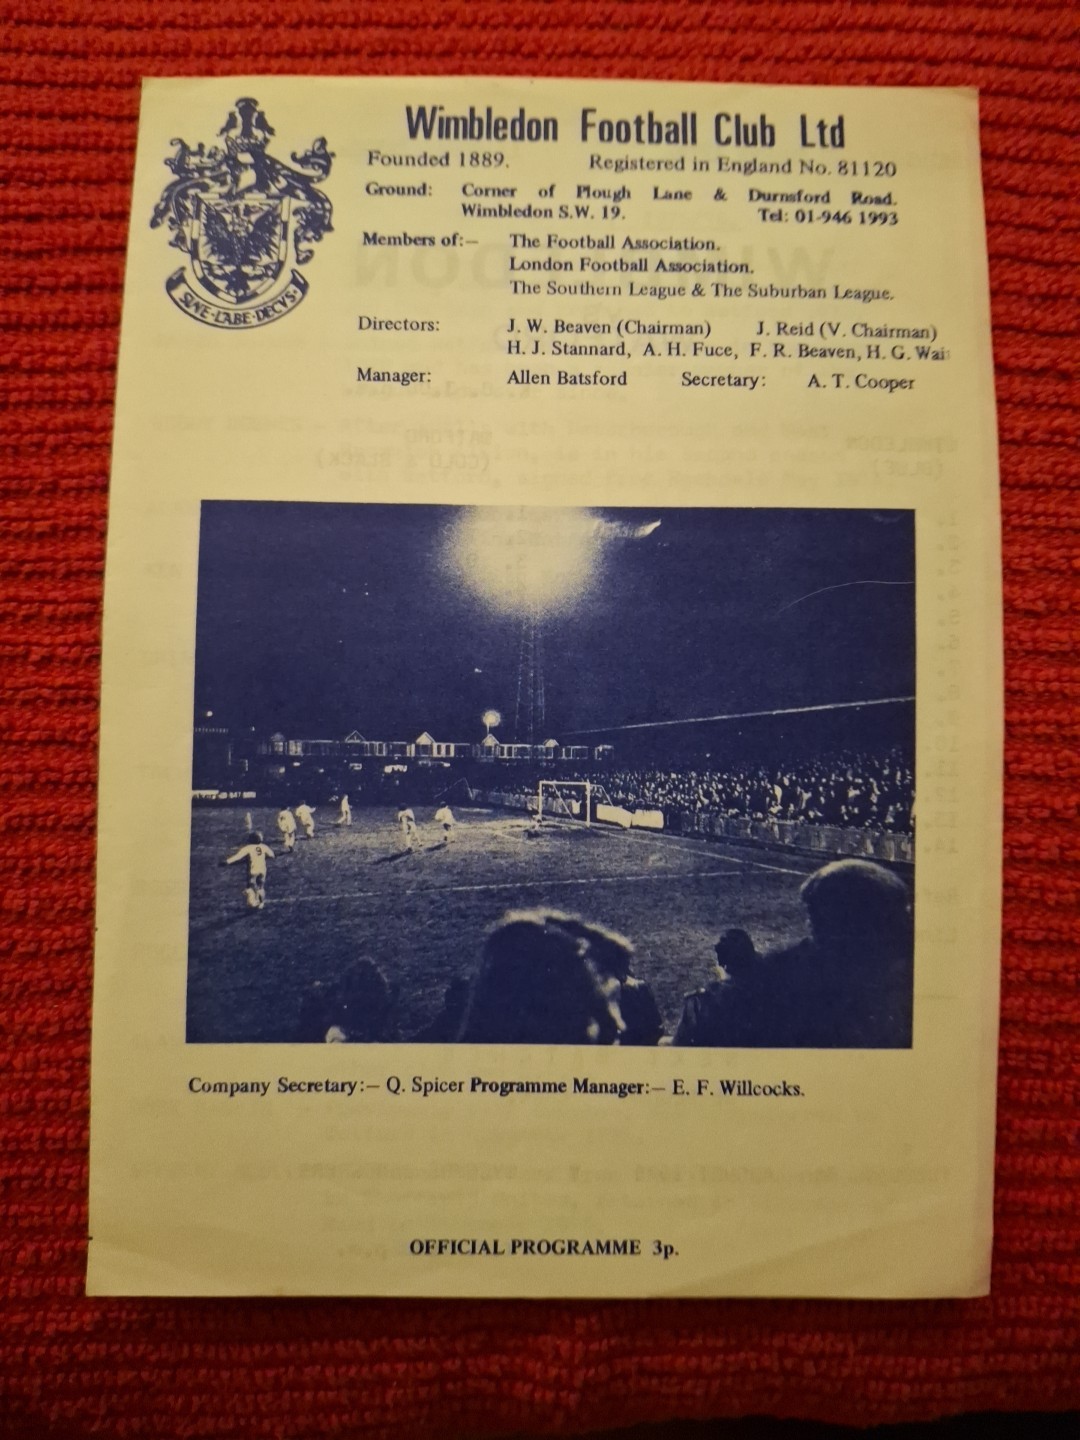 Wimbledon Football Club Ltd
Founded 1889. Registered in England No. 81120
Ground: Corner of Plough Lane & Durnsford Road.
Wimbledon S.W. 19. Tel: 01-946 1993
Members of:— The Football Association.
London Football Association.
The Southern League & The Suburban League.
SINE·LABE·DECVS·
Directors: J. W. Beaven (Chairman) J. Reid (V. Chairman)
H. J. Stannard, A. H. Fuce, F. R. Beaven, H. G. Wai
Manager: Allen Batsford Secretary: A. T. Cooper
9
Company Secretary:— Q. Spicer Programme Manager:— E. F. Willcocks.
OFFICIAL PROGRAMME 3p.